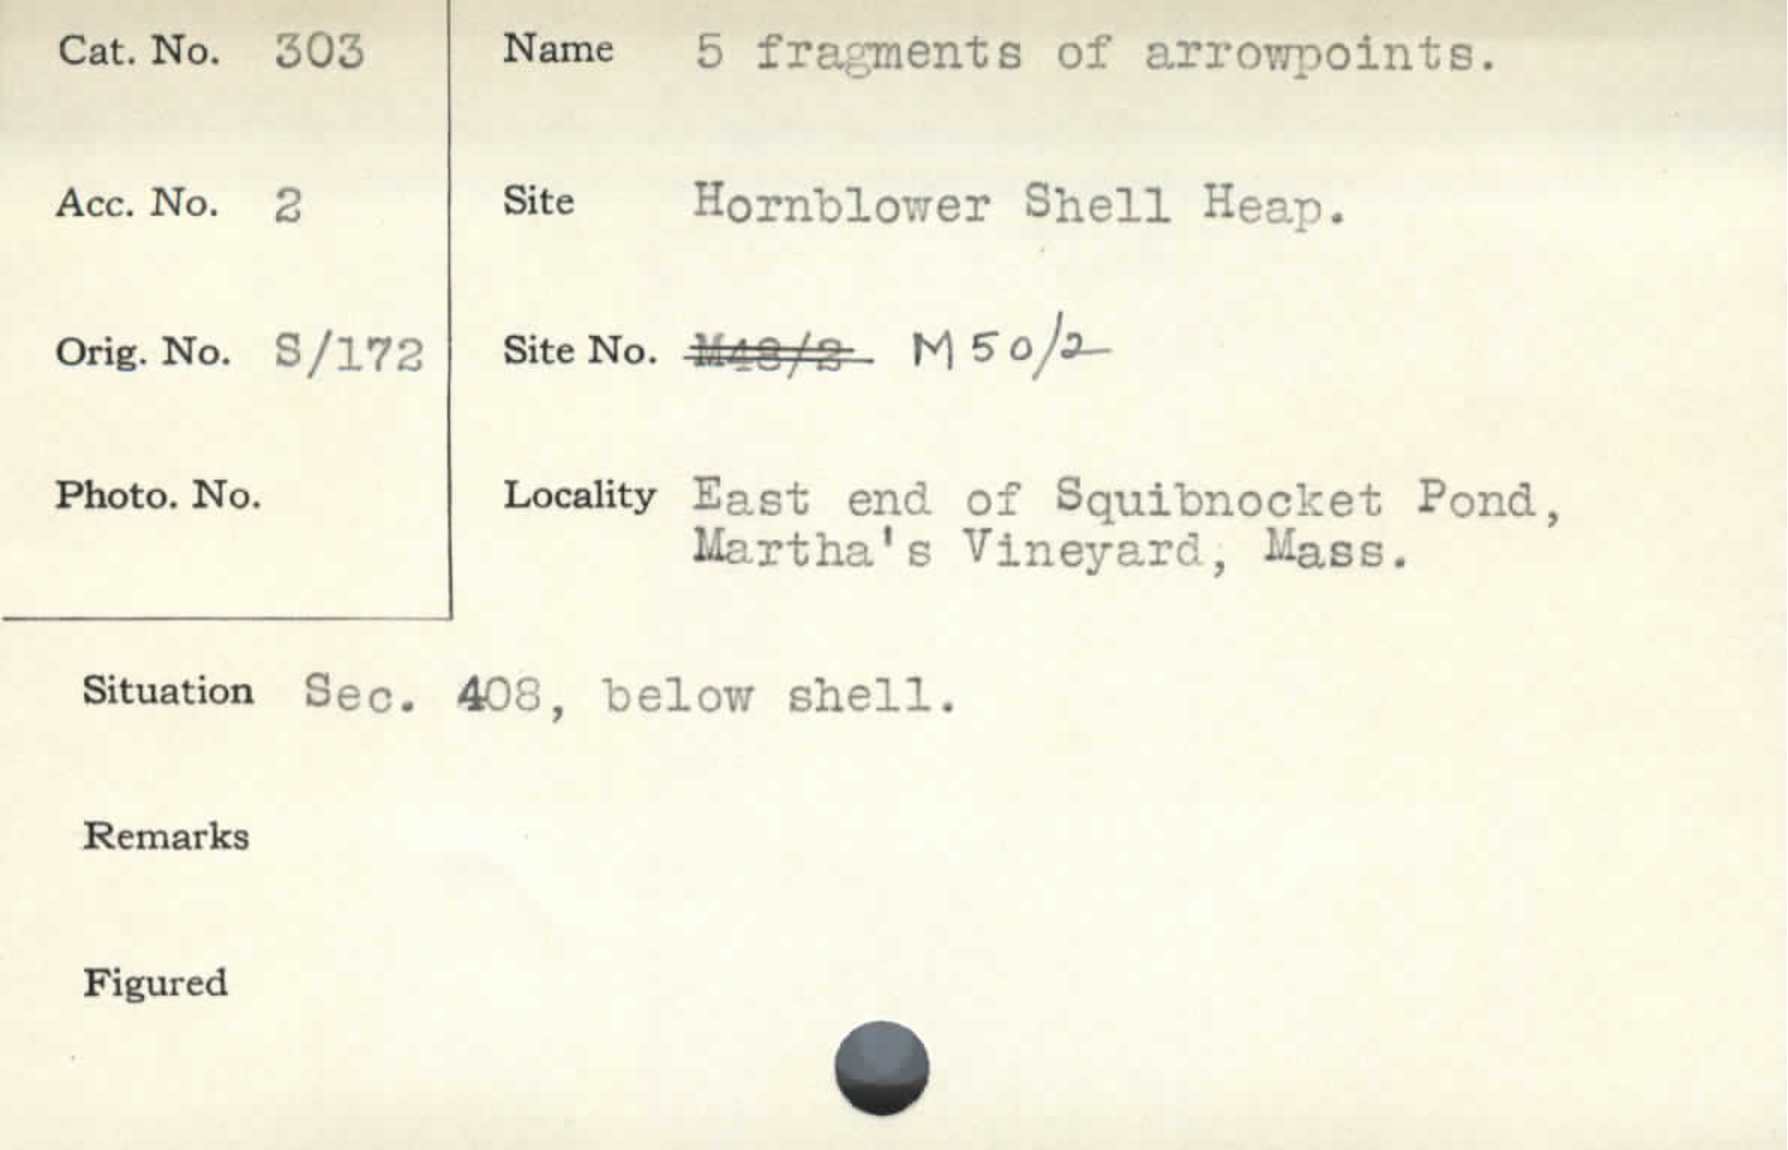 Cat. No. 303
Name 5 fragments of arrowpoints.
Acc. No. 2
Site Hornblower Shell Heap.
Orig. No. S/172
Site No. M48/2 M50/2
Photo. No.
Locality East end of Squibnocket Pond,
Martha's Vineyard, Mass.
Situation Sec. 408, below shell.
Remarks
Figured